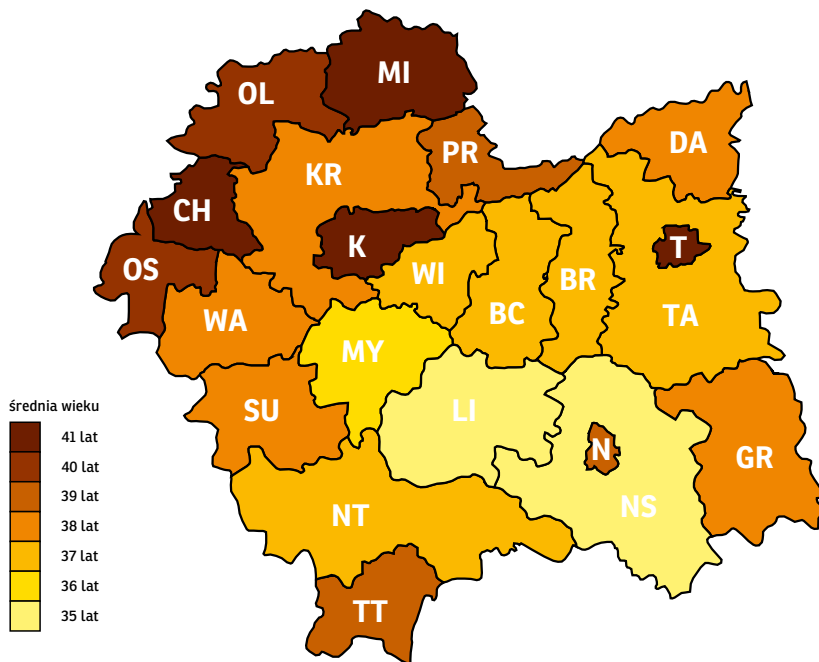 MI
OL
DA
PR
KR
CH
K
T
OS
WI
BR
WA
BC
TA
MY
SU
LI
średnia wieku
41 lat
40 lat
39 lat
38 lat
37 lat
36 lat
35 lat
N
GR
NT
NS
TT